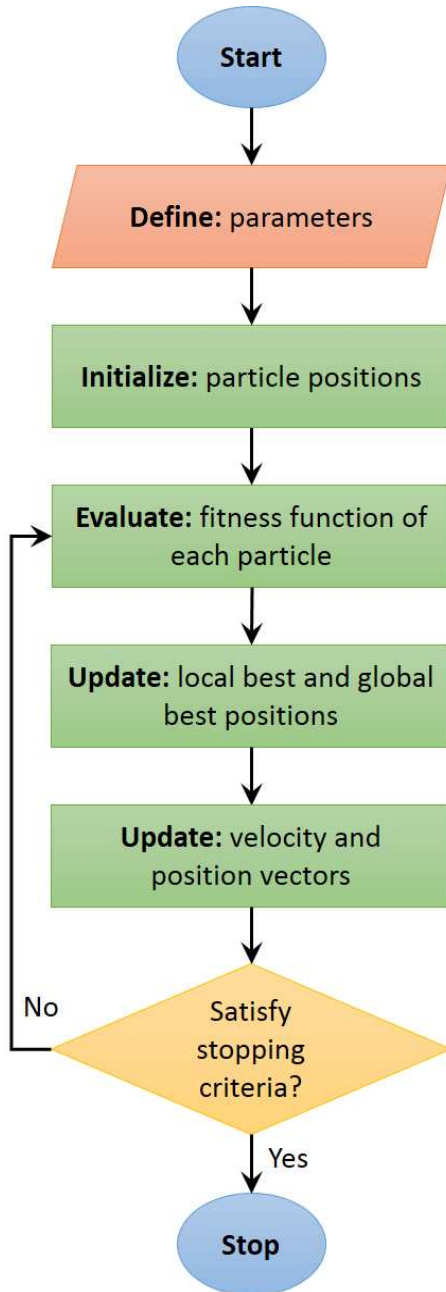 Start
Define: parameters
Initialize: particle positions
Evaluate: fitness function of
each particle
Update: local best and global
best positions
Update: velocity and
position vectors
No
Satisfy
stopping
criteria?
Yes
Stop